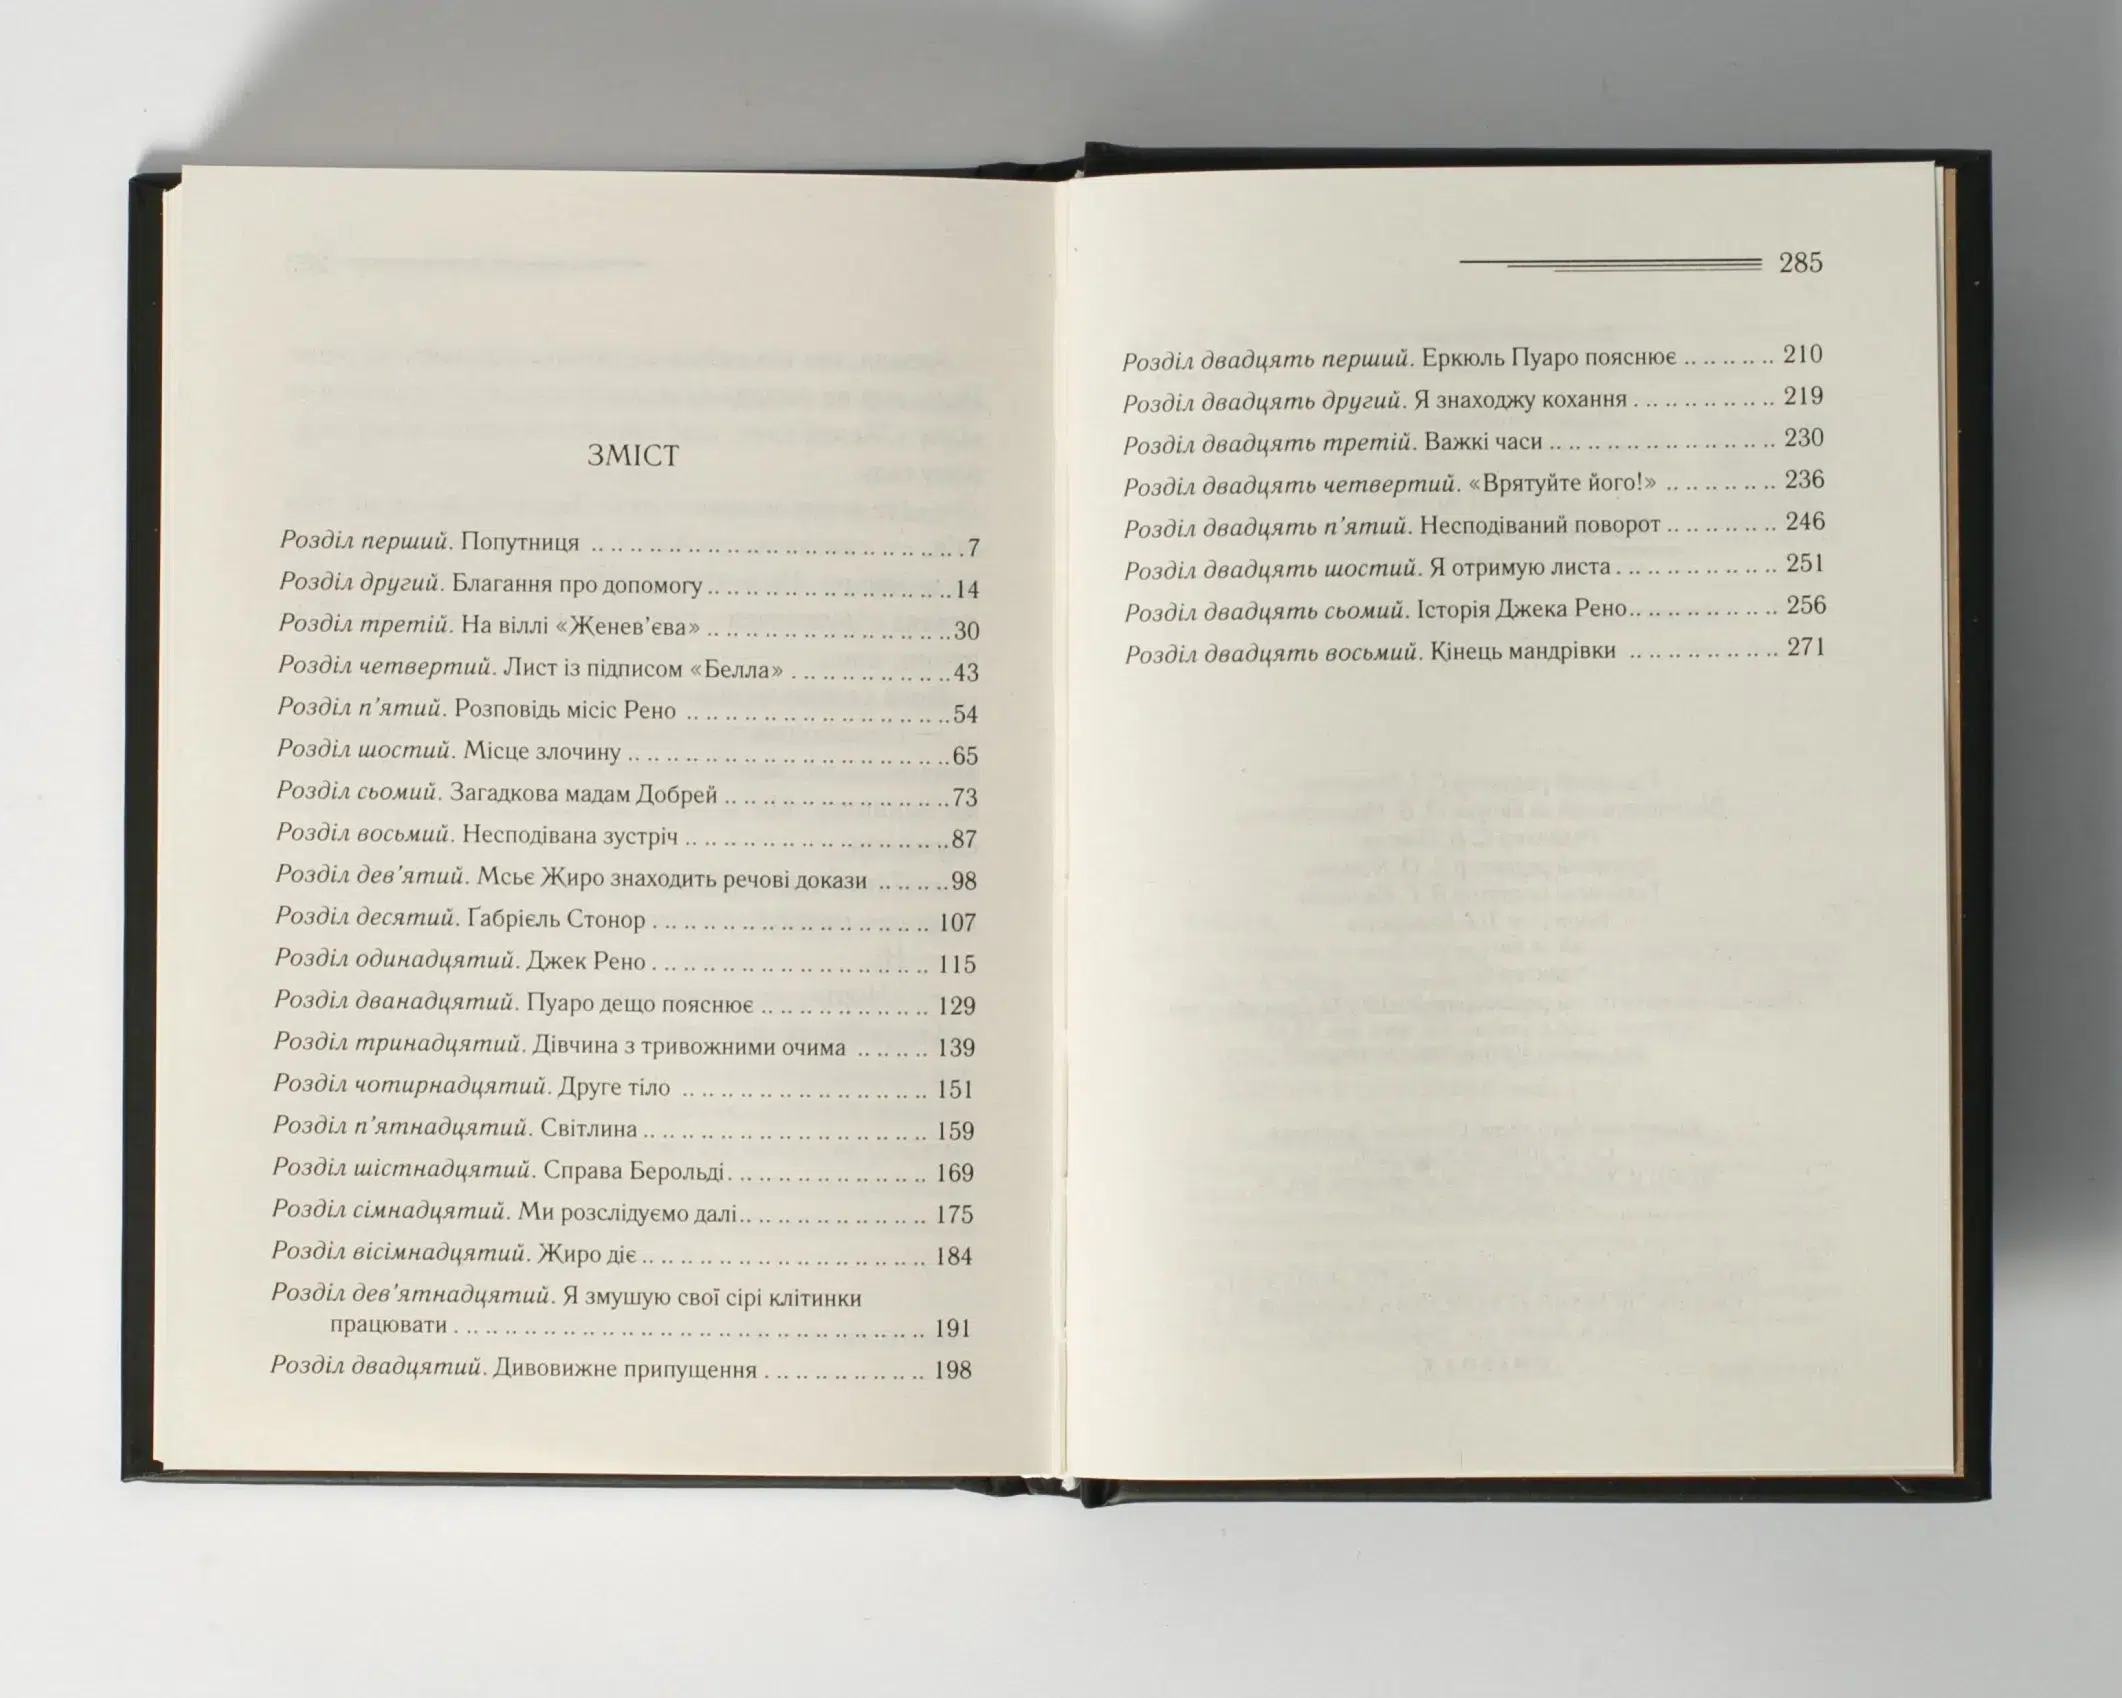 ЗМІСТ
Розділ перший. Попутниця ........................................ 7
Розділ другий. Благання про допомогу .......................... 14
Розділ третій. На віллі «Женев’єва» .......................... 30
Розділ четвертий. Лист із підписом «Белла» ................. 43
Розділ п’ятий. Розповідь місіс Рено ............................ 54
Розділ шостий. Місце злочину .................................. 65
Розділ сьомий. Загадкова мадам Добрей ........................ 73
Розділ восьмий. Несподівана зустріч ............................ 87
Розділ дев’ятий. Мсьє Жиро знаходить речові докази ........ 98
Розділ десятий. Ґабрієль Стонор .............................. 107
Розділ одинадцятий. Джек Рено .............................. 115
Розділ дванадцятий. Пуаро дещо пояснює .................. 129
Розділ тринадцятий. Дівчина з тривожними очима ........ 139
Розділ чотирнадцятий. Друге тіло .......................... 151
Розділ п’ятнадцятий. Світлина .............................. 159
Розділ шістнадцятий. Справа Берольді ...................... 169
Розділ сімнадцятий. Ми розслідуємо далі .................... 175
Розділ вісімнадцятий. Жиро діє .............................. 184
Розділ дев’ятнадцятий. Я змушую свої сірі клітинки
працювати .................................................. 191
Розділ двадцятий. Дивовижне припущення .................. 198
285
Розділ двадцять перший. Еркюль Пуаро пояснює .......... 210
Розділ двадцять другий. Я знаходжу кохання ............... 219
Розділ двадцять третій. Важкі часи ........................ 230
Розділ двадцять четвертий. «Врятуйте його!» ............ 236
Розділ двадцять п’ятий. Несподіваний поворот ............ 246
Розділ двадцять шостий. Я отримую листа .................. 251
Розділ двадцять сьомий. Історія Джека Рено ................ 256
Розділ двадцять восьмий. Кінець мандрівки ................ 271